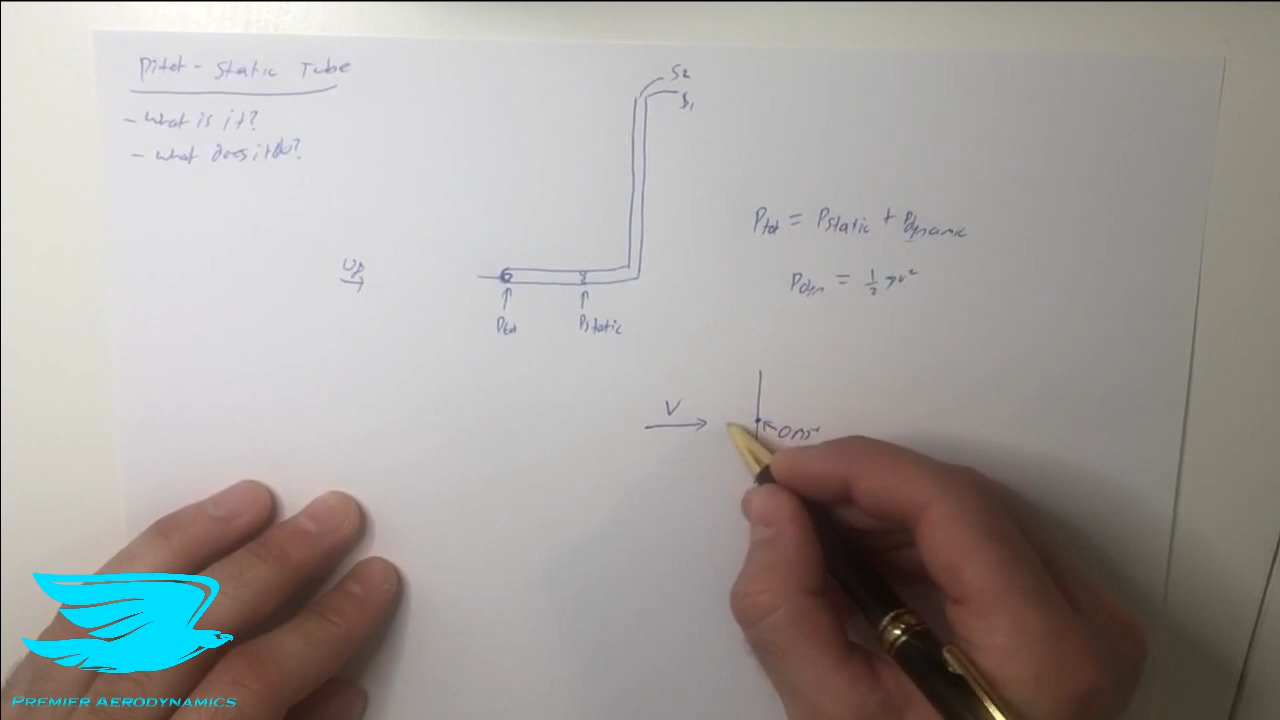 Pitot - Static Tube
- What is it?
- What does it do?
S2
S1
Ptot = Pstatic + Pdynamic
Pdyn = 1/2 ρv²
Ptot
Pstatic
V
PREMIER AERODYNAMICS